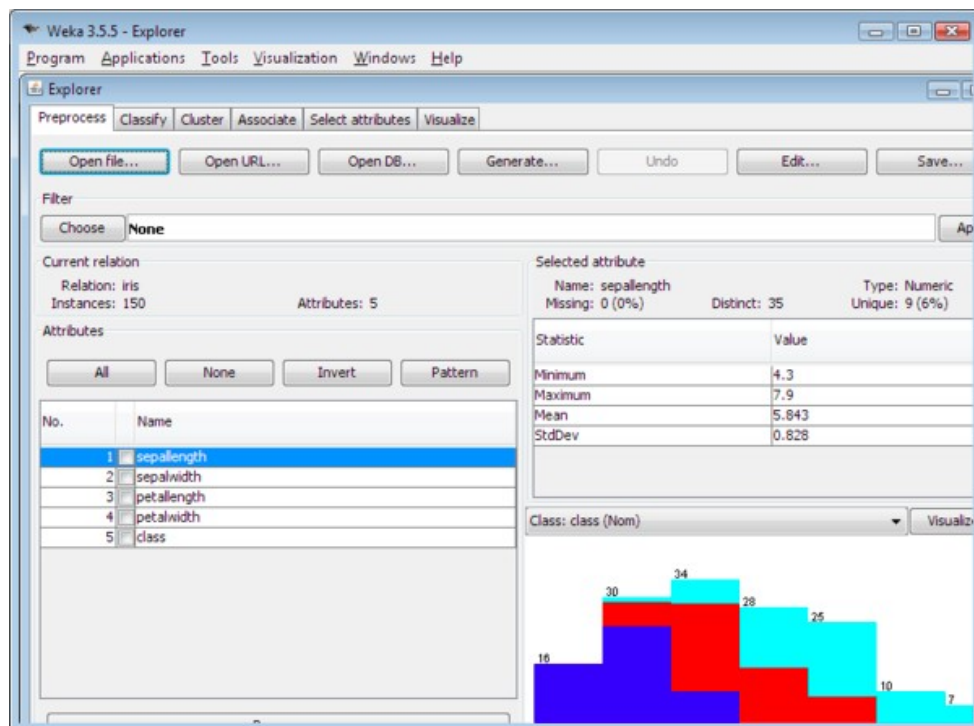 Weka 3.5.5 - Explorer
Program Applications Tools Visualization Windows Help
Explorer
Preprocess Classify Cluster Associate Select attributes Visualize
Open file... Open URL... Open DB... Generate... Undo Edit... Save...
Filter
Choose None
Current relation
Relation: iris
Instances: 150 Attributes: 5
Attributes
All None Invert Pattern
No. Name
1 sepallength
2 sepalwidth
3 petallength
4 petalwidth
5 class
Selected attribute
Name: sepallength Type: Numeric
Missing: 0 (0%) Distinct: 35 Unique: 9 (6%)
Statistic Value
Minimum 4.3
Maximum 7.9
Mean 5.843
StdDev 0.828
Class: class (Nom) Visualiz
16 30 34 28 25 10 7